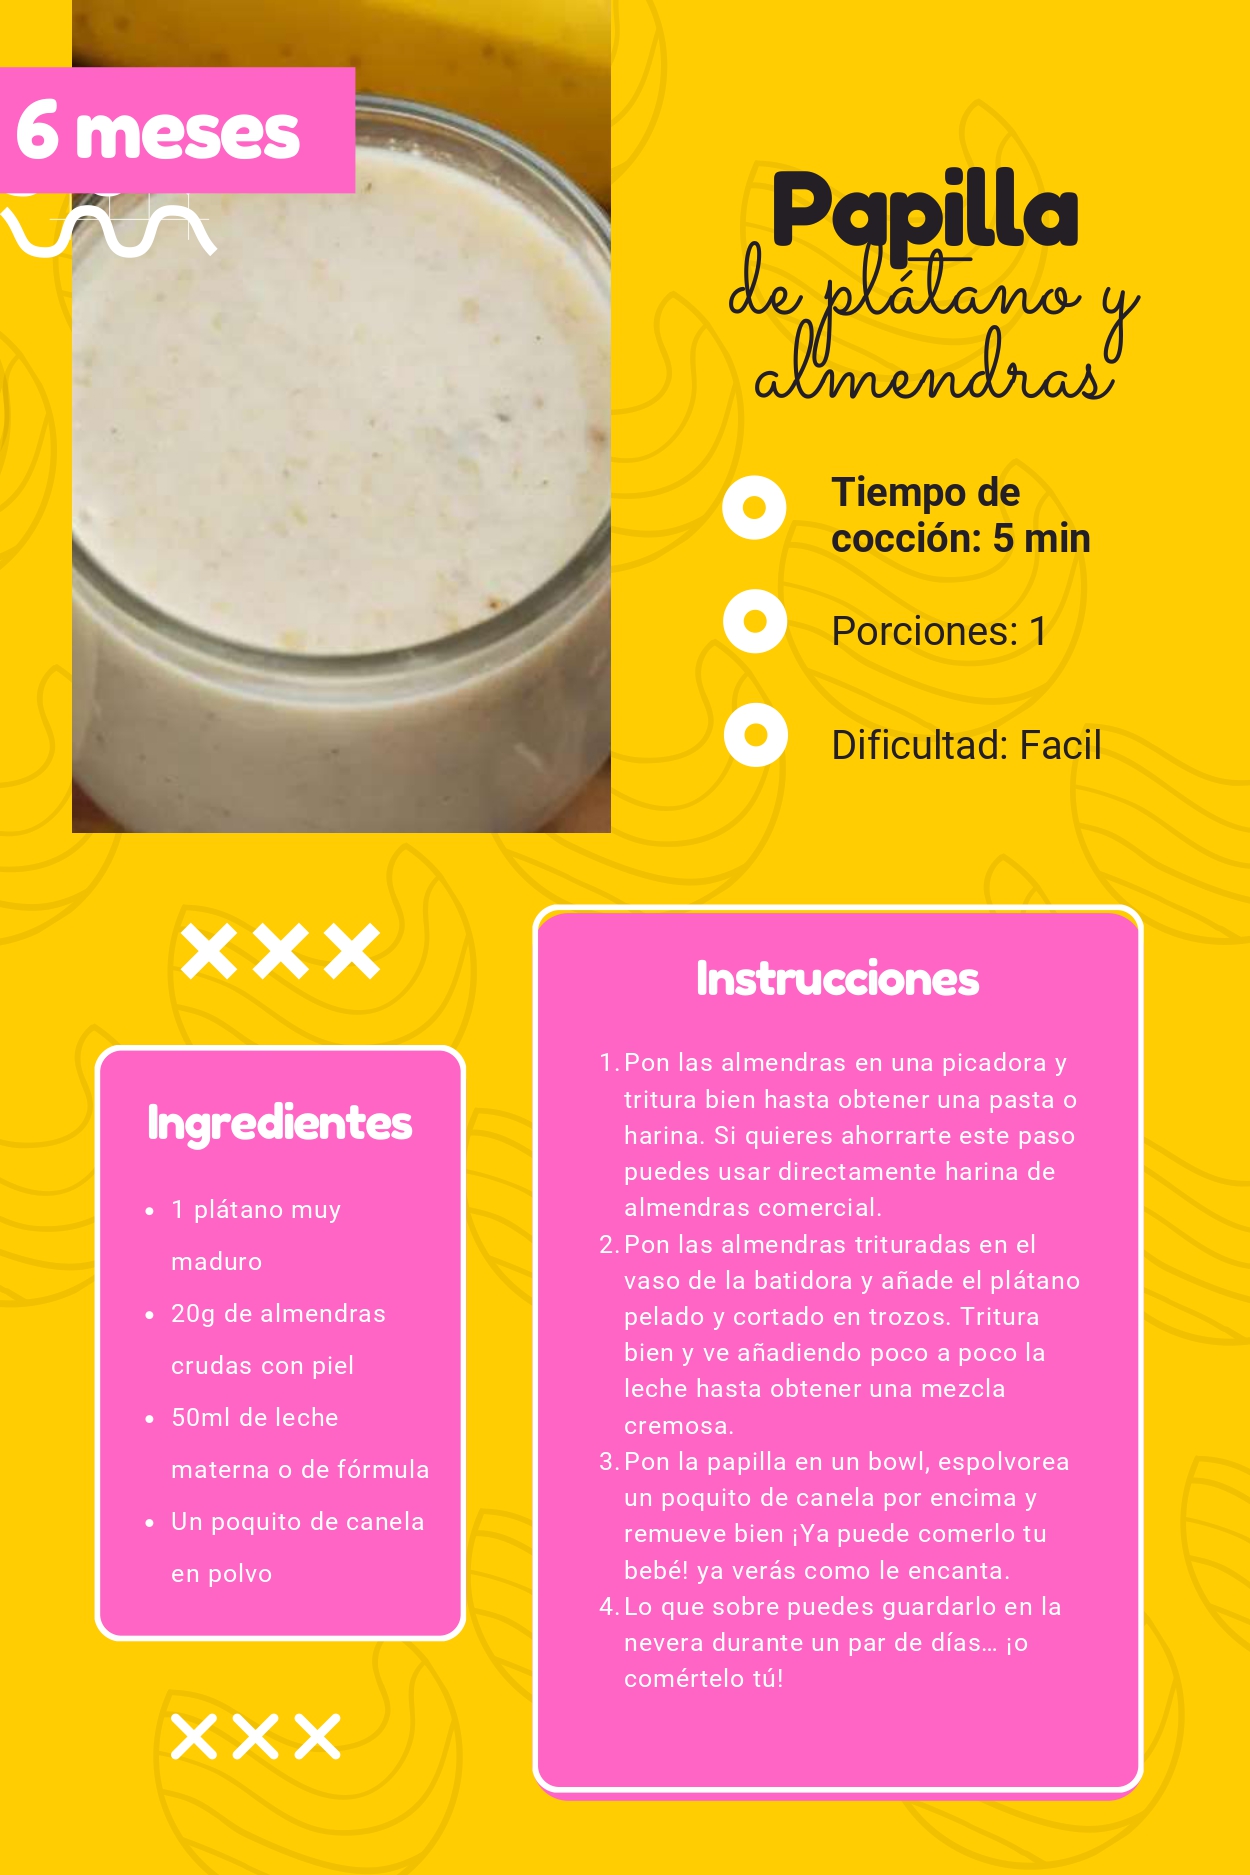 6 meses
Papilla
de plátano y
almendras
Tiempo de
cocción: 5 min
Porciones: 1
Dificultad: Facil
Ingredientes
• 1 plátano muy
maduro
• 20g de almendras
crudas con piel
• 50ml de leche
materna o de fórmula
• Un poquito de canela
en polvo
Instrucciones
1. Pon las almendras en una picadora y
tritura bien hasta obtener una pasta o
harina. Si quieres ahorrarte este paso
puedes usar directamente harina de
almendras comercial.
2. Pon las almendras trituradas en el
vaso de la batidora y añade el plátano
pelado y cortado en trozos. Tritura
bien y ve añadiendo poco a poco la
leche hasta obtener una mezcla
cremosa.
3. Pon la papilla en un bowl, espolvorea
un poquito de canela por encima y
remueve bien ¡Ya puede comerlo tu
bebé! ya verás como le encanta.
4. Lo que sobre puedes guardarlo en la
nevera durante un par de días… ¡o
comértelo tú!